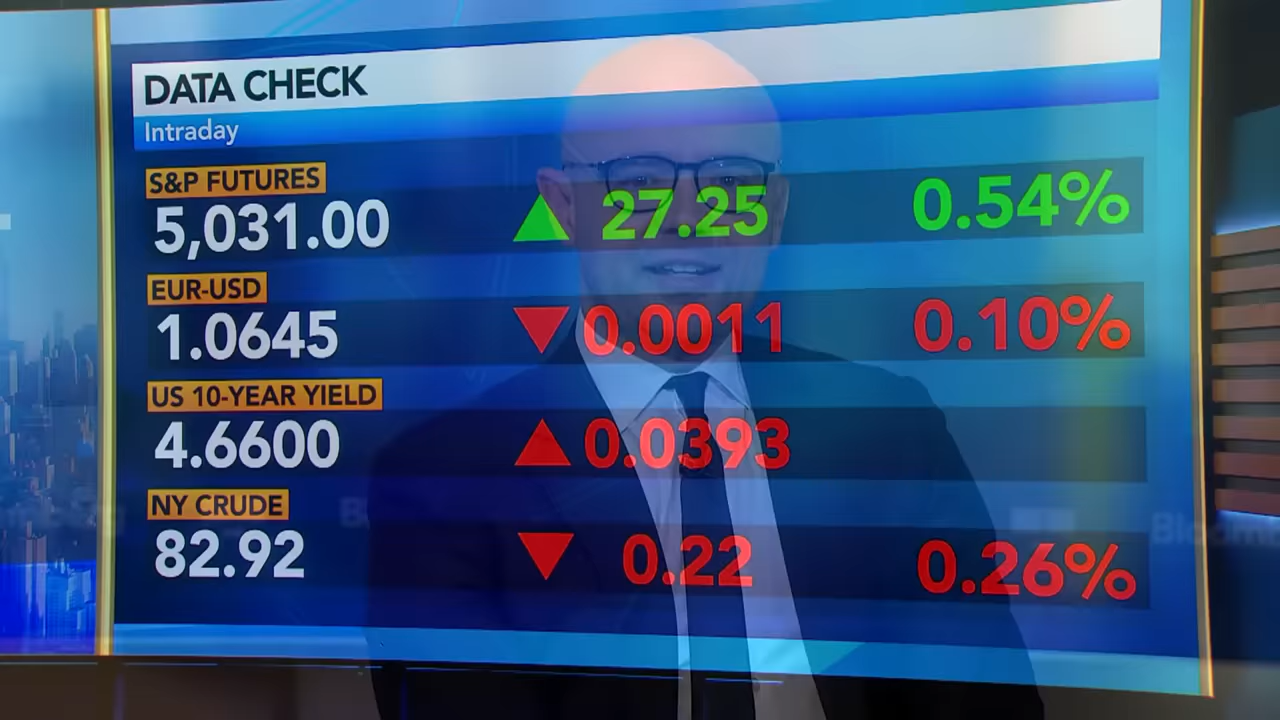 DATA CHECK
Intraday
S&P FUTURES
5,031.00 ▲ 27.25 0.54%
EUR-USD
1.0645 ▼ 0.0011 0.10%
US 10-YEAR YIELD
4.6600 ▲ 0.0393
NY CRUDE
82.92 ▼ 0.22 0.26%